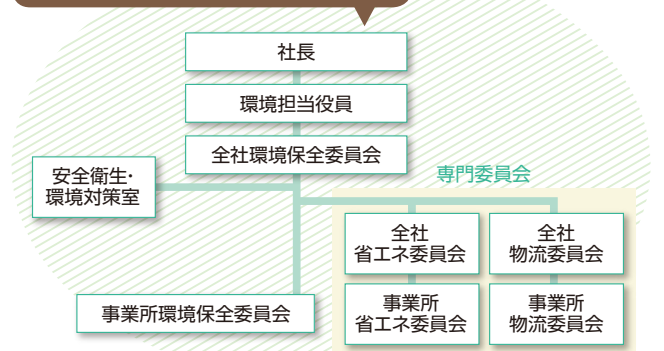 社長
環境担当役員
全社環境保全委員会
安全衛生・
環境対策室
専門委員会
全社
省エネ委員会
全社
物流委員会
事業所
省エネ委員会
事業所
物流委員会
事業所環境保全委員会